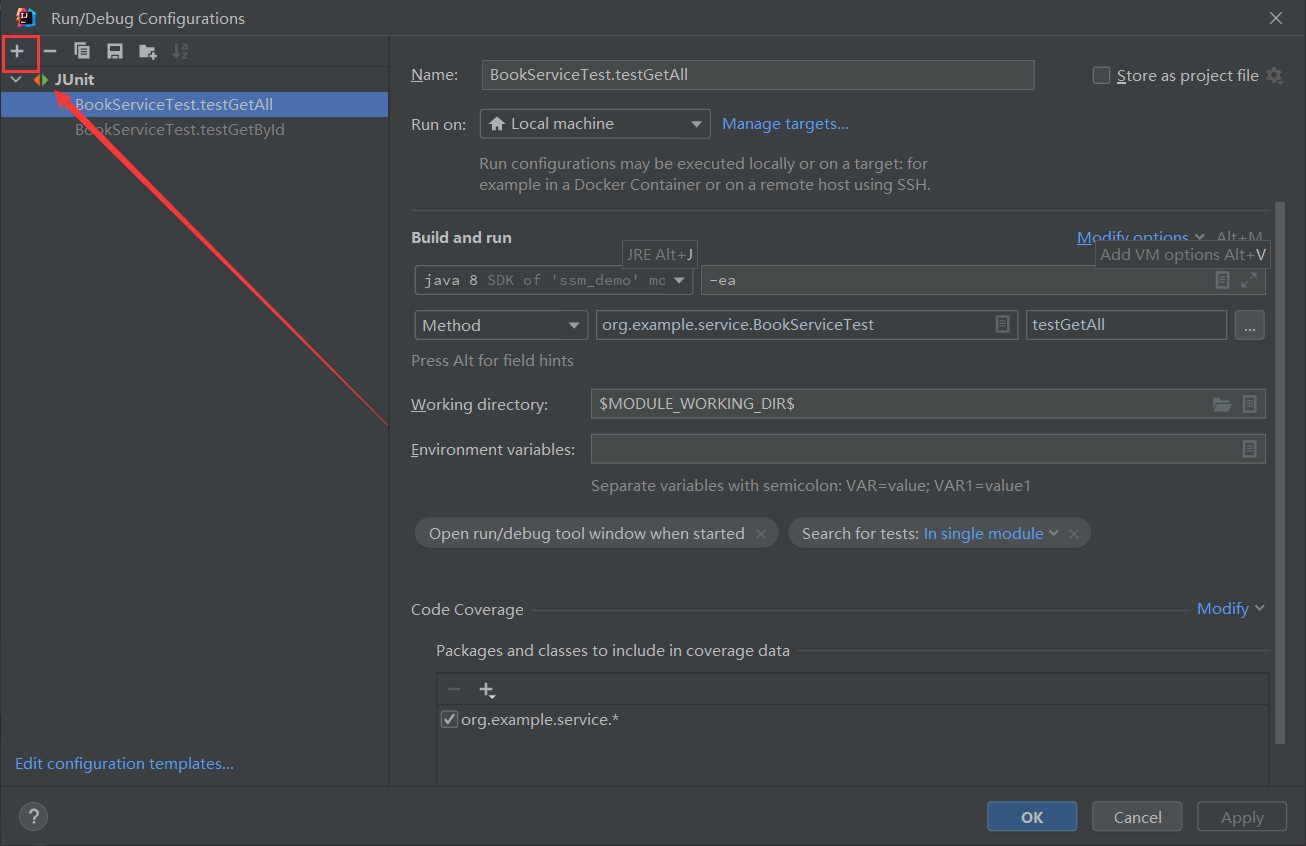 Run/Debug Configurations
JUnit
BookServiceTest.testGetAll
BookServiceTest.testGetById
Edit configuration templates...
Name: BookServiceTest.testGetAll Store as project file
Run on: Local machine Manage targets...
Run configurations may be executed locally or on a target: for
example in a Docker Container or on a remote host using SSH.
Build and run Modify options Alt+M
JRE Alt+J Add VM options Alt+V
java 8 SDK of 'ssm_demo' mc -ea
Method org.example.service.BookServiceTest testGetAll ...
Press Alt for field hints
Working directory: $MODULE_WORKING_DIR$
Environment variables:
Separate variables with semicolon: VAR=value; VAR1=value1
Open run/debug tool window when started × Search for tests: In single module ×
Code Coverage Modify
Packages and classes to include in coverage data
org.example.service.*
? OK Cancel Apply